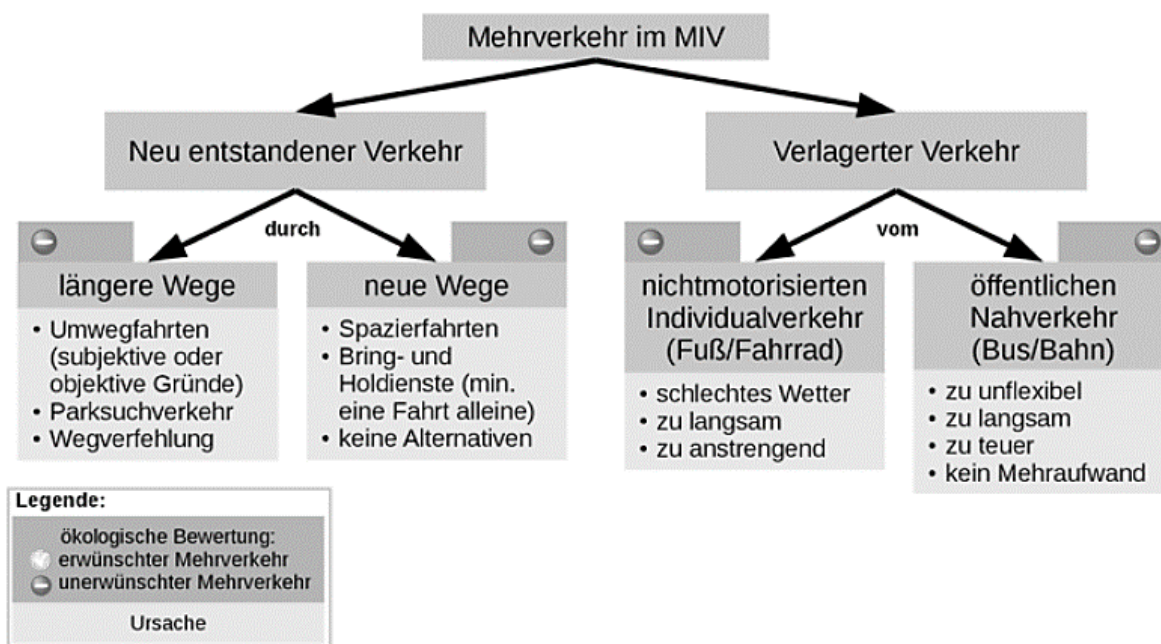 Mehrverkehr im MIV
Neu entstandener Verkehr
Verlagerter Verkehr
durch
vom
längere Wege
• Umwegfahrten
(subjektive oder
objektive Gründe)
• Parksuchverkehr
• Wegverfehlung
neue Wege
• Spazierfahrten
• Bring- und
Holdienste (min.
eine Fahrt alleine)
• keine Alternativen
nichtmotorisierten
Individualverkehr
(Fuß/Fahrrad)
• schlechtes Wetter
• zu langsam
• zu anstrengend
öffentlichen
Nahverkehr
(Bus/Bahn)
• zu unflexibel
• zu langsam
• zu teuer
• kein Mehraufwand
Legende:
ökologische Bewertung:
erwünschter Mehrverkehr
unerwünschter Mehrverkehr
Ursache